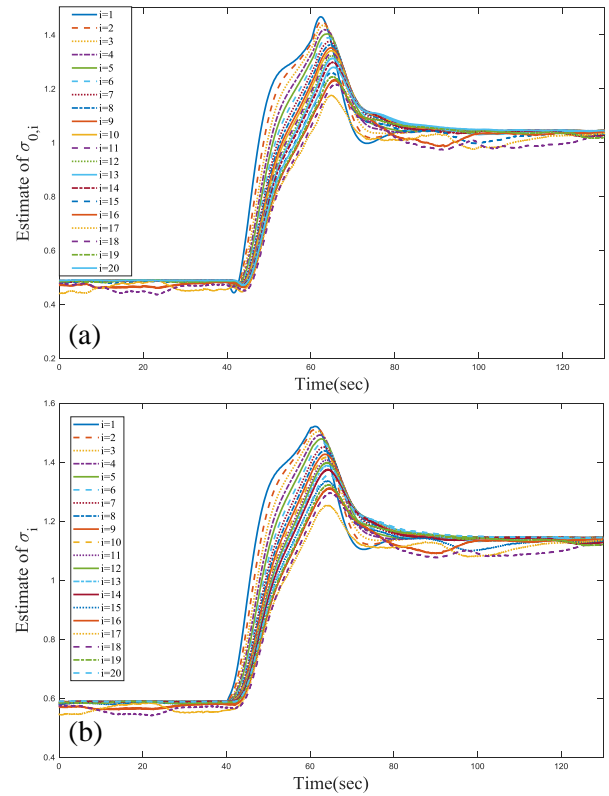 Estimate of σ0,i
1.4
1.2
1
0.8
0.6
0.4
0.2
i=1
i=2
i=3
i=4
i=5
i=6
i=7
i=8
i=9
i=10
i=11
i=12
i=13
i=14
i=15
i=16
i=17
i=18
i=19
i=20
(a)
0 20 40 60 80 100 120
Time(sec)
Estimate of σi
1.6
1.4
1.2
1
0.8
0.6
0.4
i=1
i=2
i=3
i=4
i=5
i=6
i=7
i=8
i=9
i=10
i=11
i=12
i=13
i=14
i=15
i=16
i=17
i=18
i=19
i=20
(b)
0 20 40 60 80 100 120
Time(sec)